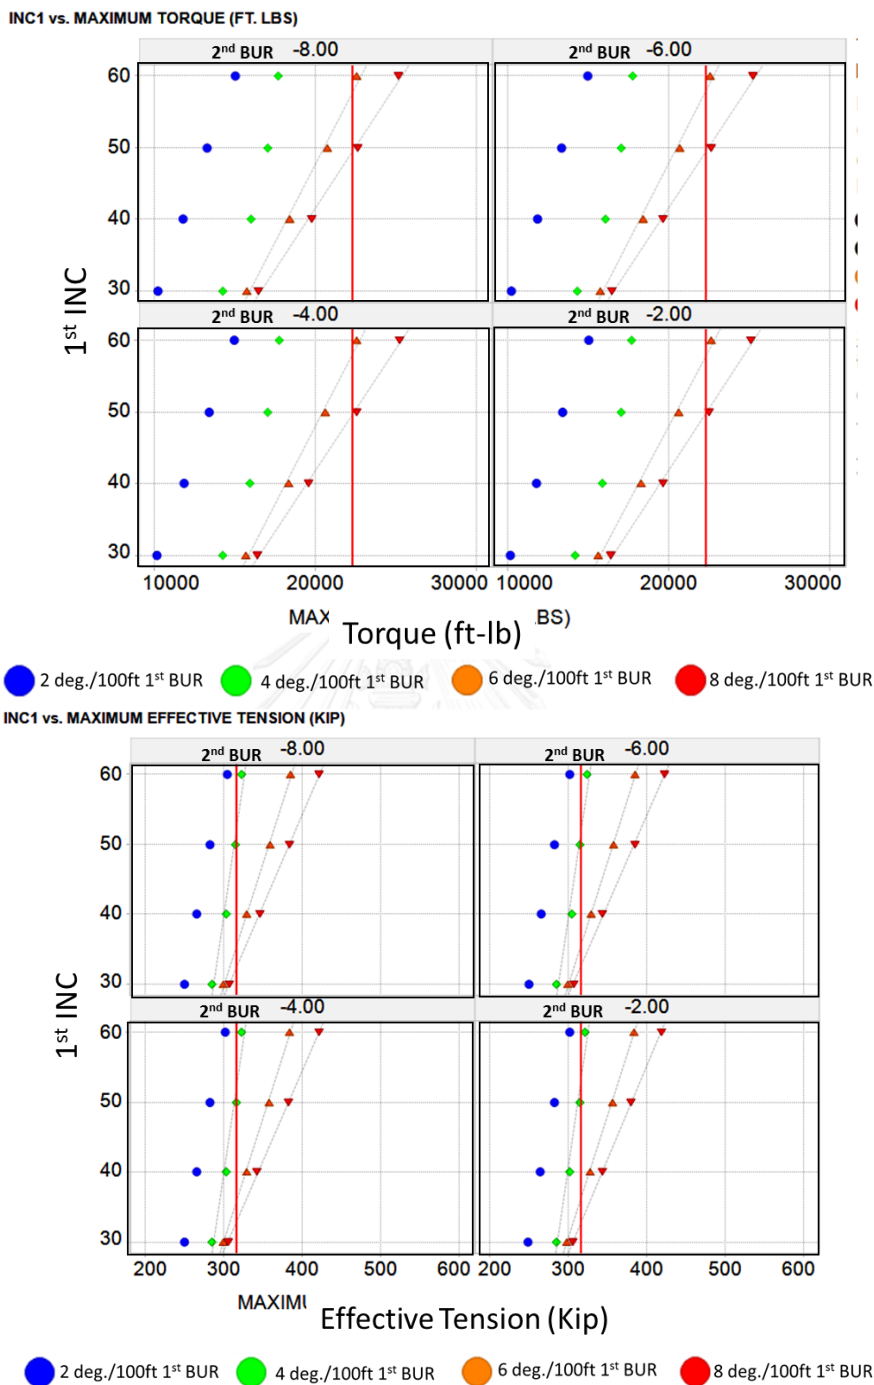 INC1 vs. MAXIMUM TORQUE (FT. LBS)
2nd BUR -8.00 2nd BUR -6.00
60
50
40
30
1st INC
2nd BUR -4.00 2nd BUR -2.00
60
50
40
30
10000 20000 30000 10000 20000 30000
MAX BS)
Torque (ft-lb)
2 deg./100ft 1st BUR 4 deg./100ft 1st BUR 6 deg./100ft 1st BUR 8 deg./100ft 1st BUR
INC1 vs. MAXIMUM EFFECTIVE TENSION (KIP)
2nd BUR -8.00 2nd BUR -6.00
60
50
40
30
1st INC
2nd BUR -4.00 2nd BUR -2.00
60
50
40
30
200 300 400 500 600 200 300 400 500 600
MAXIMU
Effective Tension (Kip)
2 deg./100ft 1st BUR 4 deg./100ft 1st BUR 6 deg./100ft 1st BUR 8 deg./100ft 1st BUR